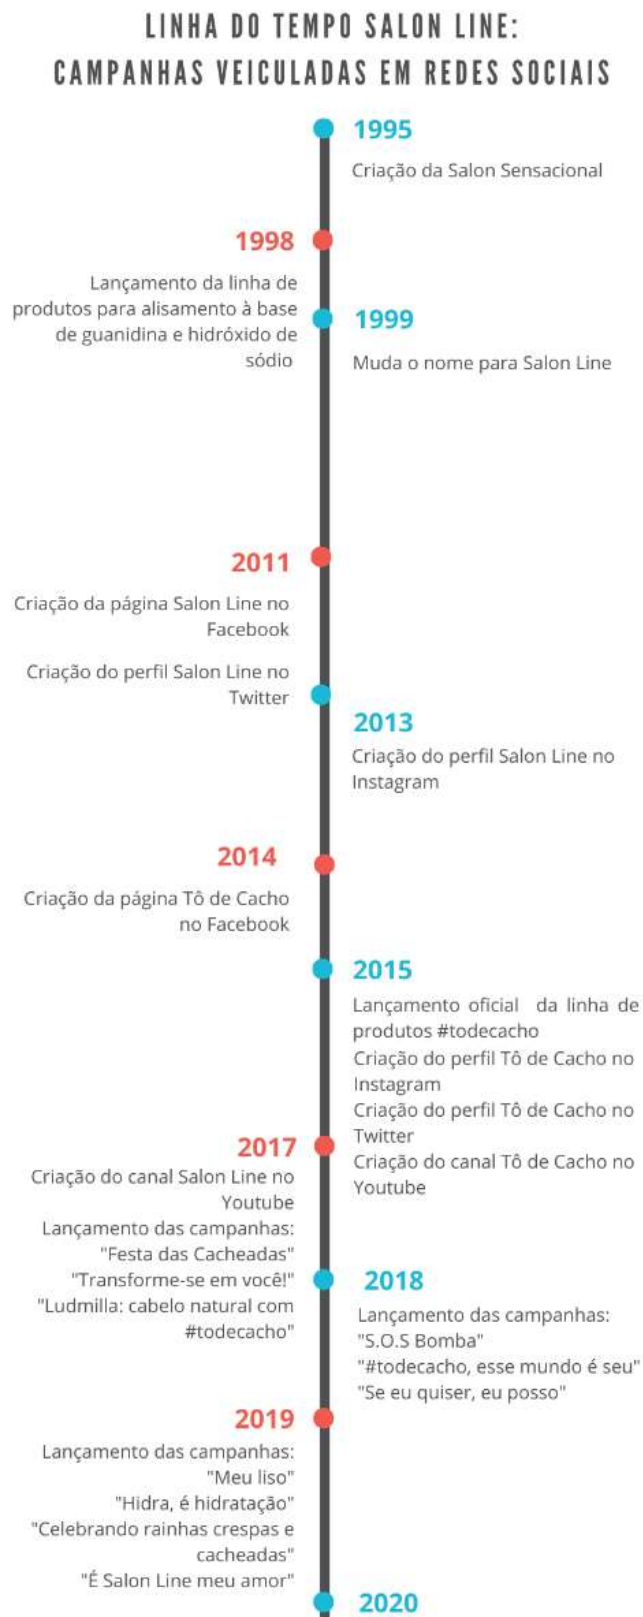 LINHA DO TEMPO SALON LINE:
CAMPANHAS VEICULADAS EM REDES SOCIAIS
1995
Criação da Salon Sensacional
1998
Lançamento da linha de
produtos para alisamento à base
de guanidina e hidróxido de
sódio
1999
Muda o nome para Salon Line
2011
Criação da página Salon Line no
Facebook
Criação do perfil Salon Line no
Twitter
2013
Criação do perfil Salon Line no
Instagram
2014
Criação da página Tô de Cacho
no Facebook
2015
Lançamento oficial da linha de
produtos #todecacho
Criação do perfil Tô de Cacho no
Instagram
Criação do perfil Tô de Cacho no
Twitter
Criação do canal Tô de Cacho no
Youtube
2017
Criação do canal Salon Line no
Youtube
Lançamento das campanhas:
"Festa das Cacheadas"
"Transforme-se em você!"
"Ludmilla: cabelo natural com
#todecacho"
2018
Lançamento das campanhas:
"S.O.S Bomba"
"#todecacho, esse mundo é seu"
"Se eu quiser, eu posso"
2019
Lançamento das campanhas:
"Meu liso"
"Hidra, é hidratação"
"Celebrando rainhas crespas e
cacheadas"
"É Salon Line meu amor"
2020